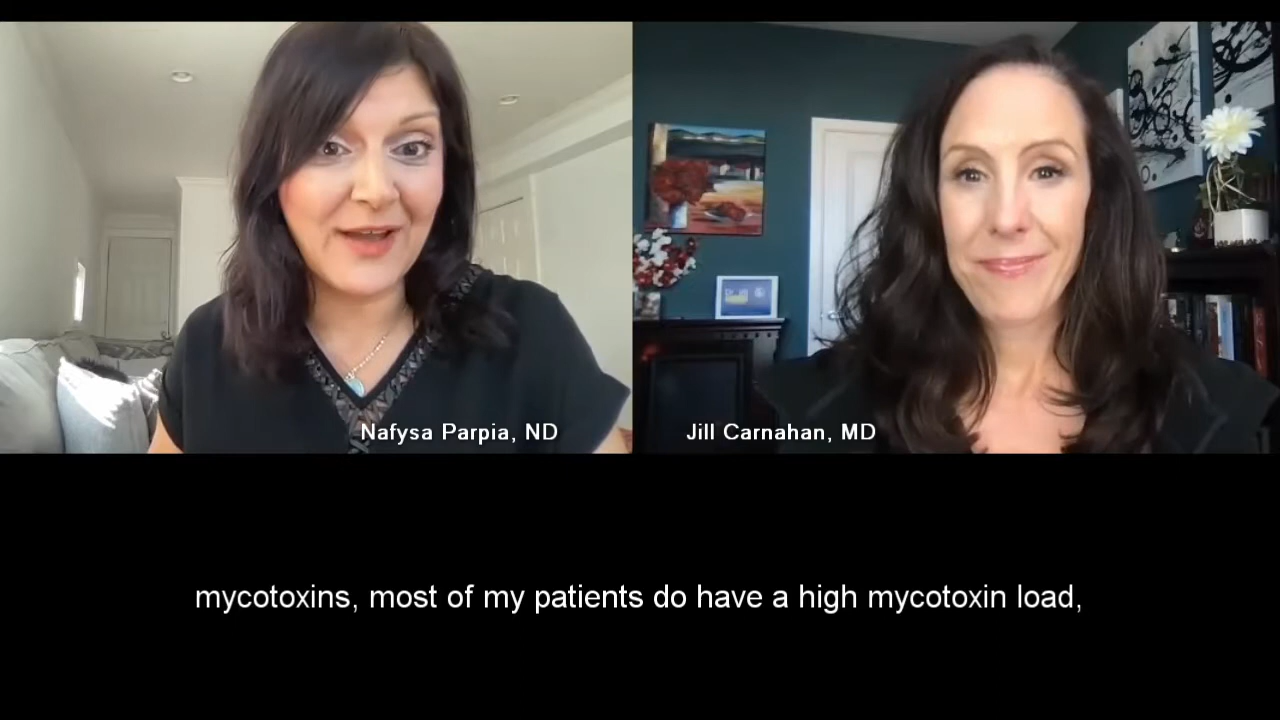 Nafysa Parpia, ND
Jill Carnahan, MD
mycotoxins, most of my patients do have a high mycotoxin load,